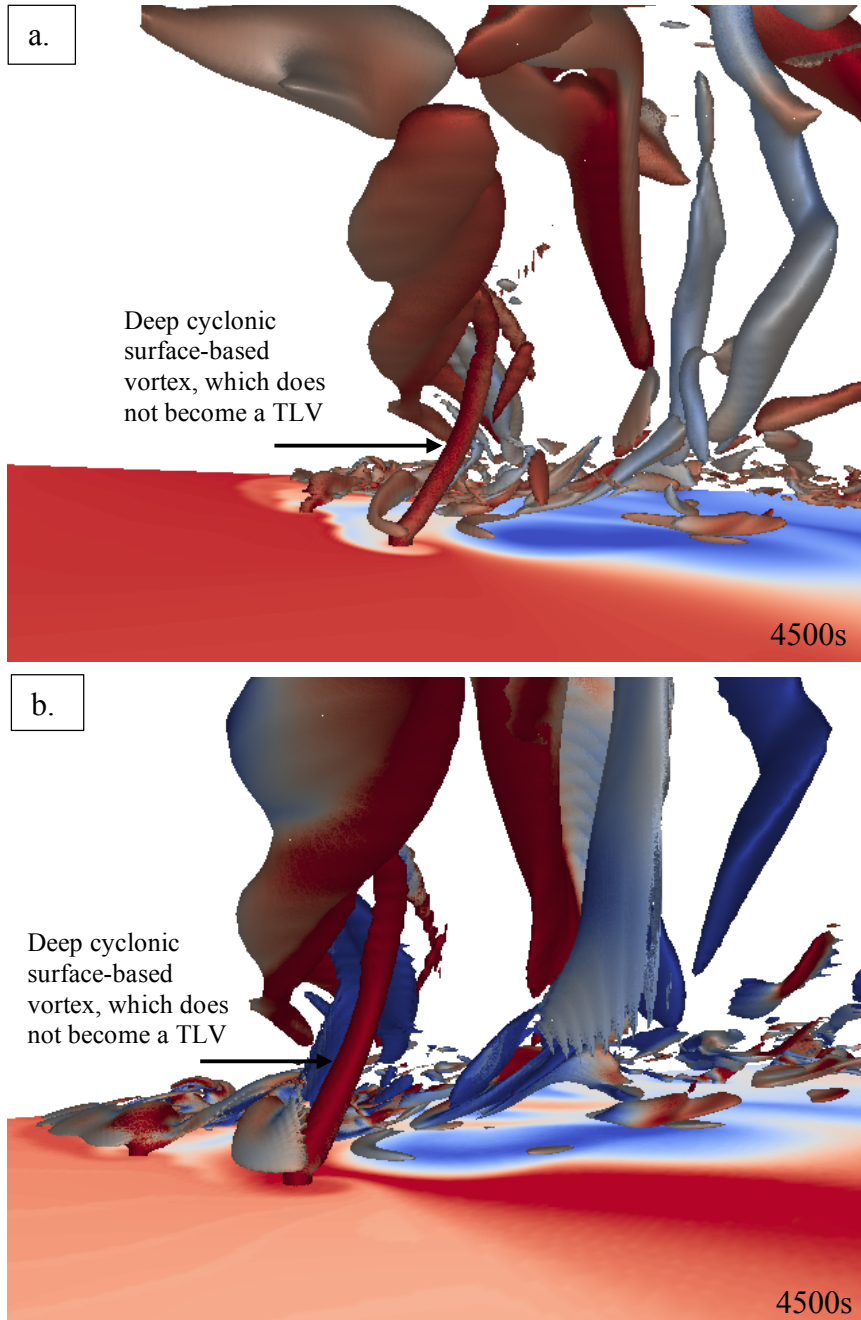 a.
Deep cyclonic
surface-based
vortex, which does
not become a TLV
4500s
b.
Deep cyclonic
surface-based
vortex, which does
not become a TLV
4500s